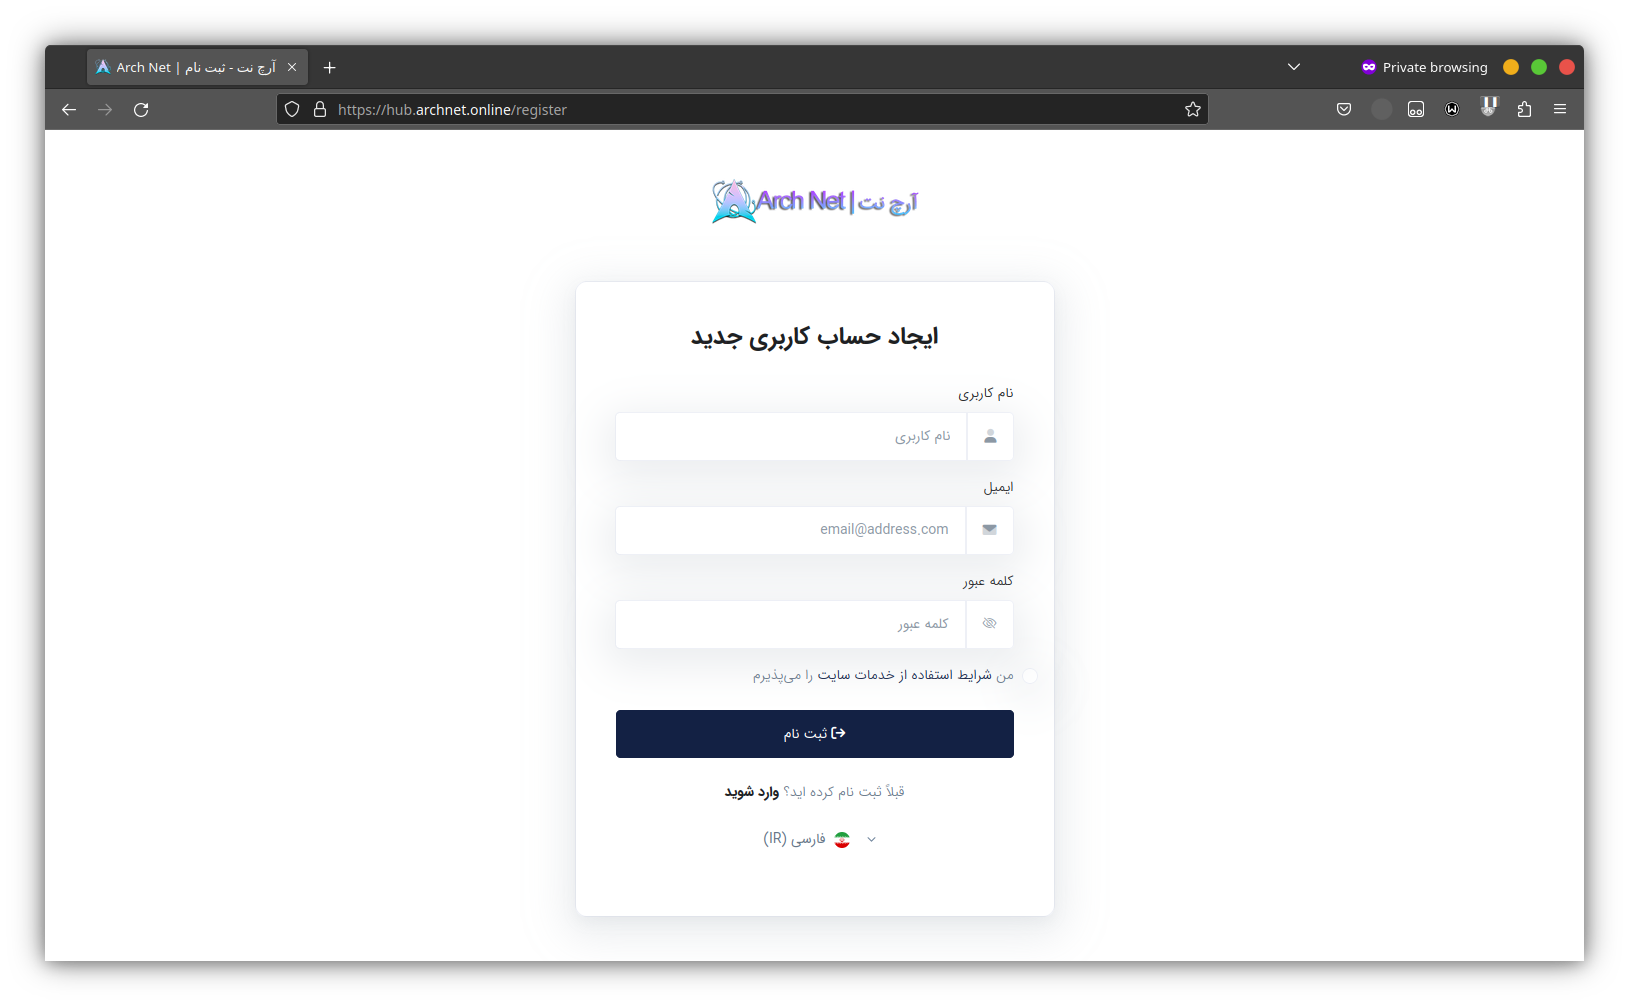 Arch Net | آرچ نت - ثبت نام
Private browsing
https://hub.archnet.online/register
Arch Net | آرچ نت
ایجاد حساب کاربری جدید
نام کاربری
نام کاربری
ایمیل
email@address.com
کلمه عبور
کلمه عبور
من شرایط استفاده از خدمات سایت را می‌پذیرم
ثبت نام
قبلاً ثبت نام کرده اید؟ وارد شوید
فارسی (IR)